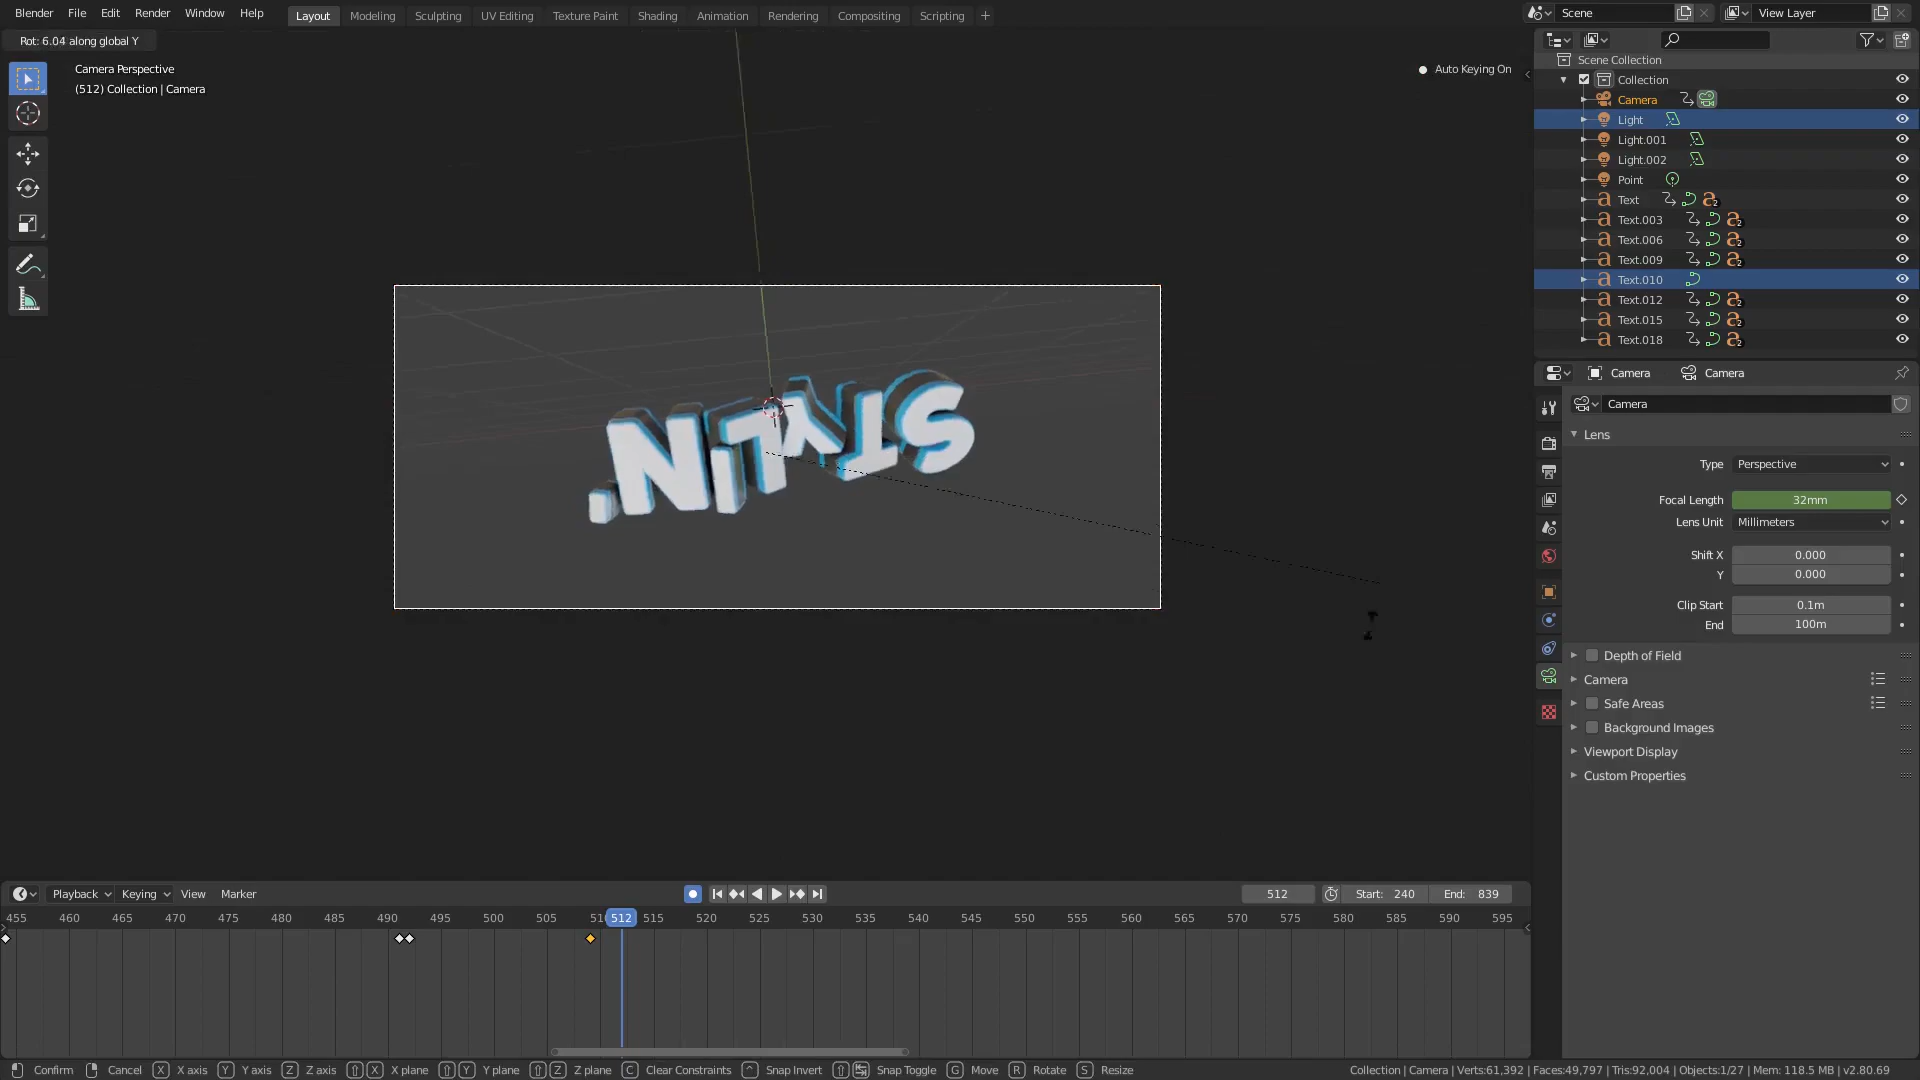 Blender File Edit Render Window Help Layout Modeling Sculpting UV Editing Texture Paint Shading Animation Rendering Compositing Scripting + Scene View Layer
Rot: 6.04 along global Y
Camera Perspective
(512) Collection | Camera
Auto Keying On
Scene Collection
Collection
Camera
Light
Light.001
Light.002
Point
Text
Text.003
Text.006
Text.009
Text.010
Text.012
Text.015
Text.018
STYLIN'
Camera Camera
Camera
Lens
Type Perspective
Focal Length 32mm
Lens Unit Millimeters
Shift X 0.000
Y 0.000
Clip Start 0.1m
End 100m
Depth of Field
Camera
Safe Areas
Background Images
Viewport Display
Custom Properties
Playback Keying View Marker 512 Start: 240 End: 839
455 460 465 470 475 480 485 490 495 500 505 512 515 520 525 530 535 540 545 550 555 560 565 570 575 580 585 590 595
Confirm Cancel X X axis Y Y axis Z Z axis X X plane Y Y plane Z Z plane C Clear Constraints ^ Snap Invert Snap Toggle G Move R Rotate S Resize Collection | Camera | Verts:61,392 | Faces:49,797 | Tris:92,004 | Objects:1/27 | Mem: 118.5 MB | v2.80.69